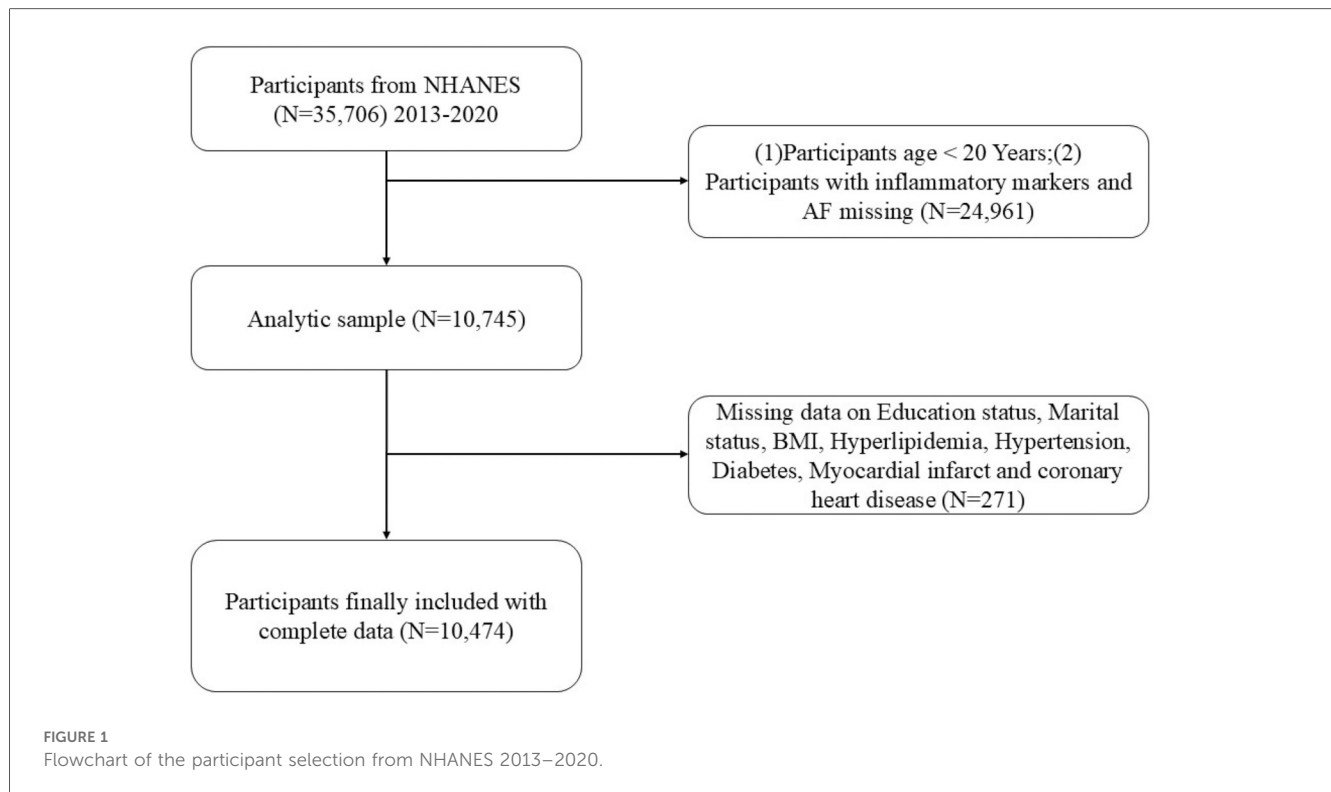 Participants from NHANES
(N=35,706) 2013-2020
(1)Participants age < 20 Years;(2)
Participants with inflammatory markers and
AF missing (N=24,961)
Analytic sample (N=10,745)
Missing data on Education status, Marital
status, BMI, Hyperlipidemia, Hypertension,
Diabetes, Myocardial infarct and coronary
heart disease (N=271)
Participants finally included with
complete data (N=10,474)
FIGURE 1
Flowchart of the participant selection from NHANES 2013–2020.